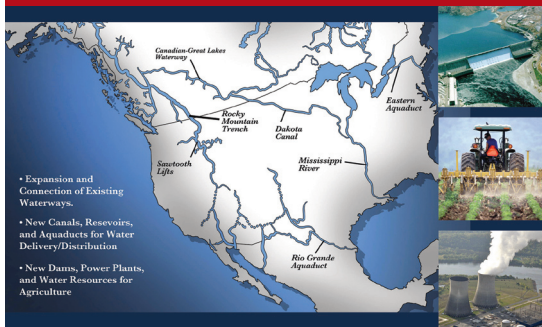 Canadian-Great Lakes
Waterway
Eastern
Aquaduct
Rocky
Mountain
Trench
Dakota
Canal
Sawtooth
Lifts
Mississippi
River
• Expansion and
Connection of Existing
Waterways.
• New Canals, Resevoirs,
and Aquaducts for Water
Delivery/Distribution
• New Dams, Power Plants,
and Water Resources for
Agriculture
Rio Grande
Aquaduct